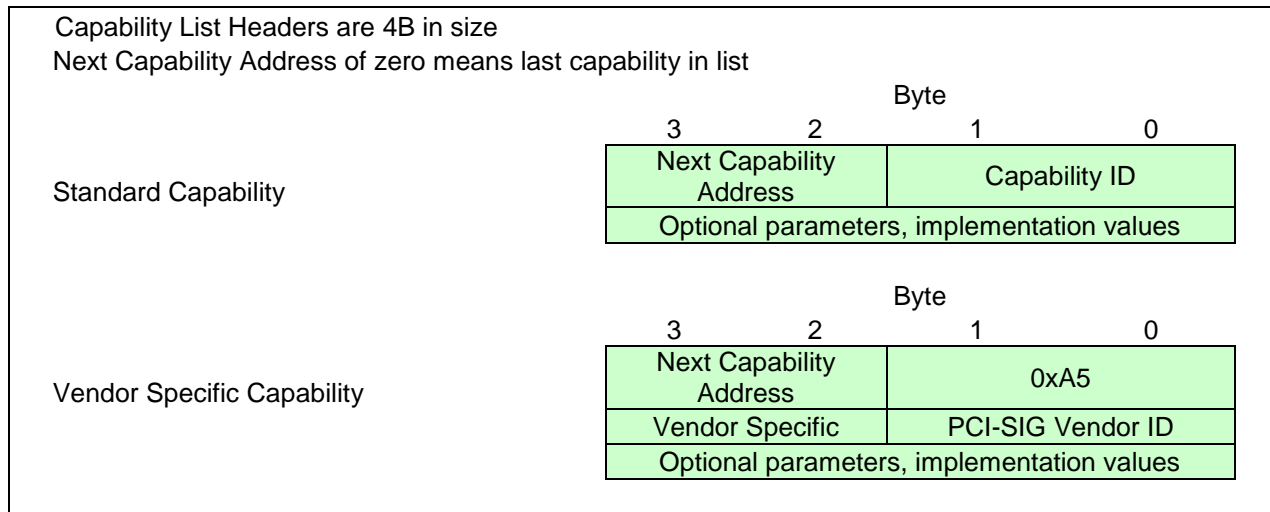 Capability List Headers are 4B in size
Next Capability Address of zero means last capability in list
Byte
3 2 1 0
Standard Capability
Next Capability
Address
Capability ID
Optional parameters, implementation values
Byte
3 2 1 0
Vendor Specific Capability
Next Capability
Address
0xA5
Vendor Specific PCI-SIG Vendor ID
Optional parameters, implementation values